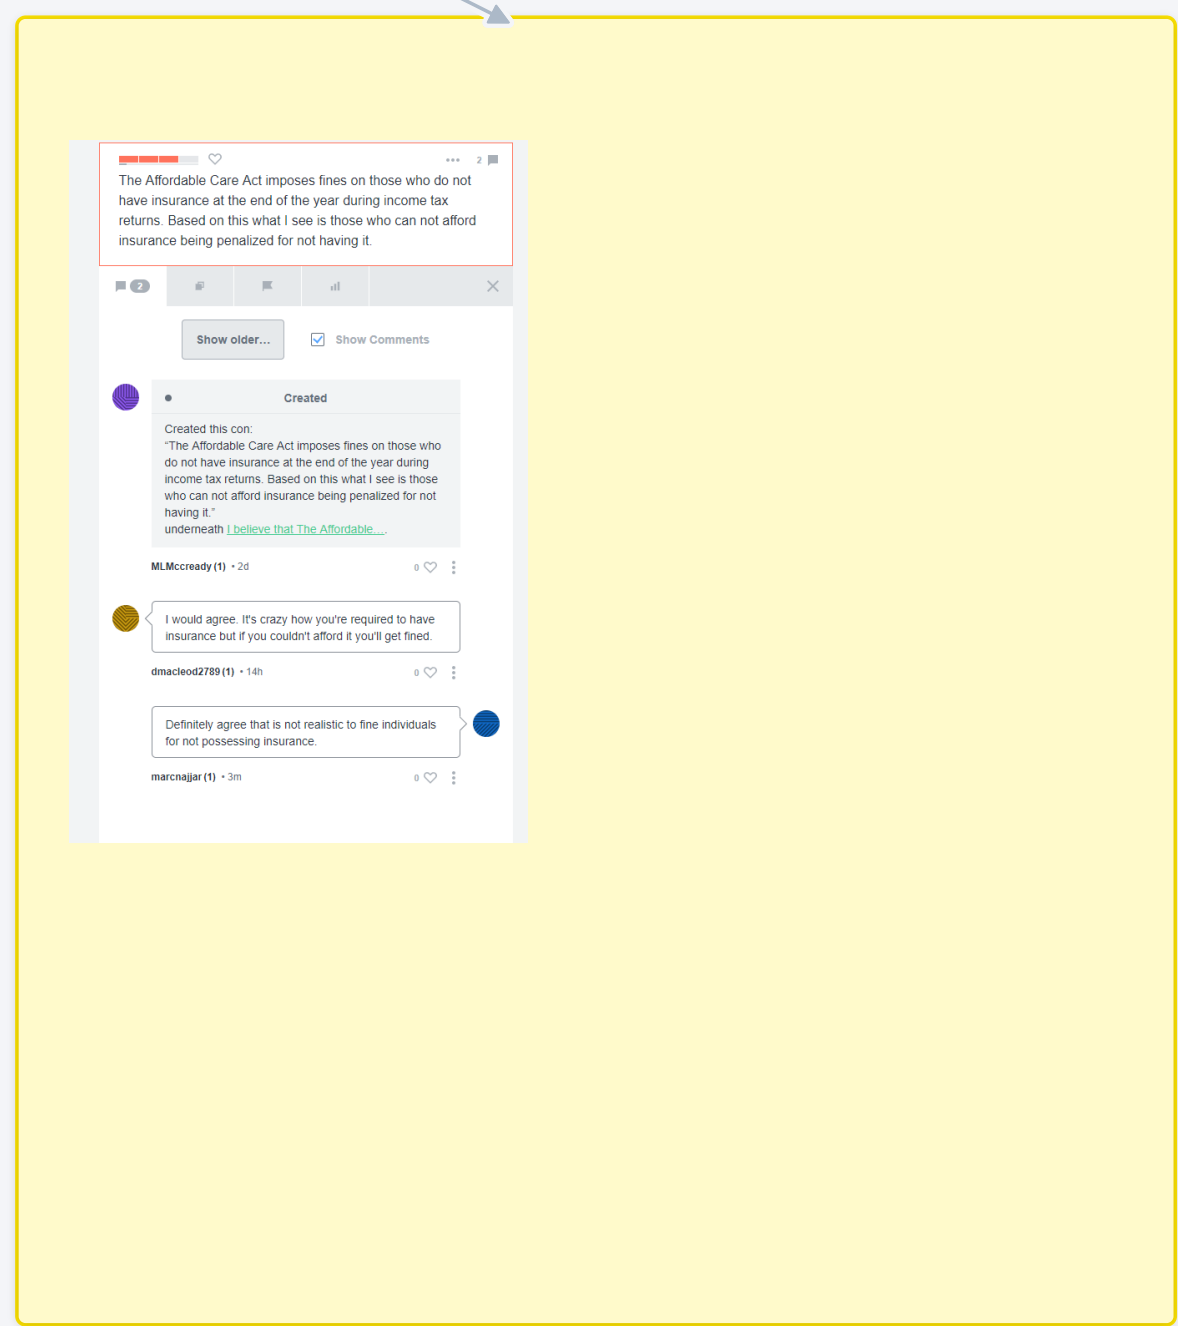 2
The Affordable Care Act imposes fines on those who do not
have insurance at the end of the year during income tax
returns. Based on this what I see is those who can not afford
insurance being penalized for not having it.
2
Show older...
Show Comments
Created
Created this con:
“The Affordable Care Act imposes fines on those who
do not have insurance at the end of the year during
income tax returns. Based on this what I see is those
who can not afford insurance being penalized for not
having it.”
underneath I believe that The Affordable....
MLMccready (1) • 2d
0
I would agree. It's crazy how you're required to have
insurance but if you couldn't afford it you'll get fined.
dmacleod2789 (1) • 14h
0
Definitely agree that is not realistic to fine individuals
for not possessing insurance.
marcnajjar (1) • 3m
0